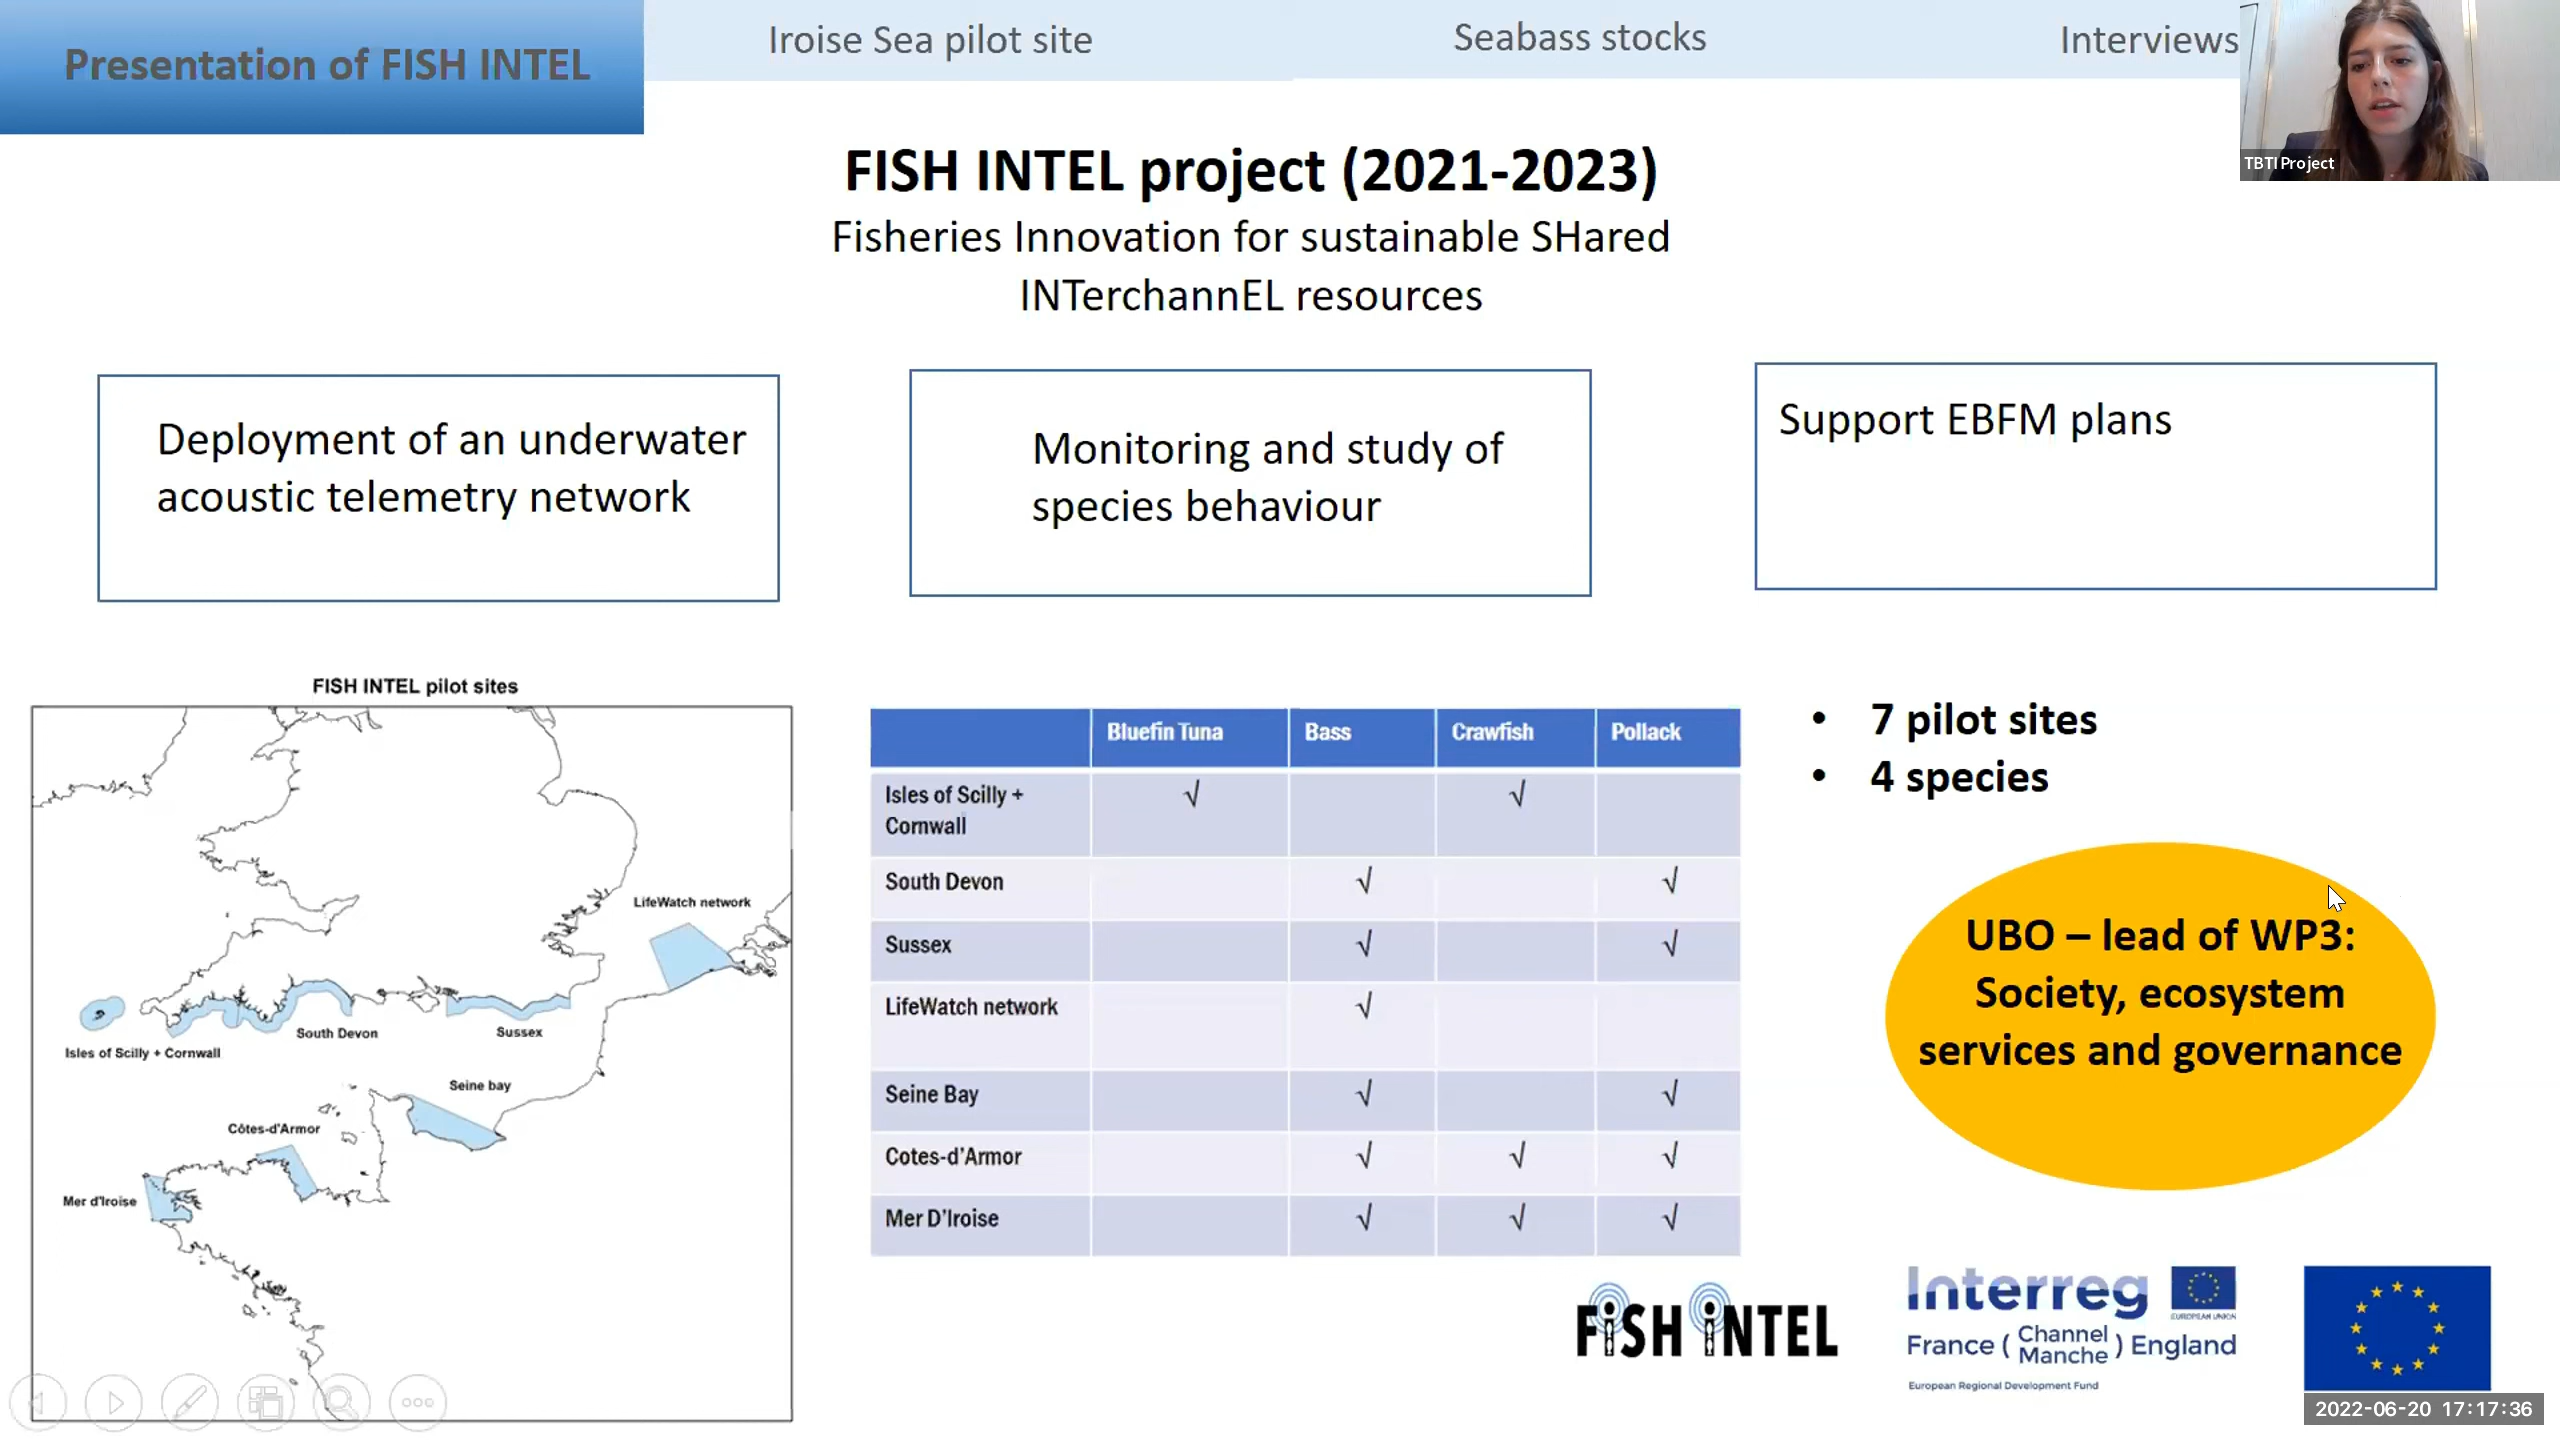 Presentation of FISH INTEL
Iroise Sea pilot site
Seabass stocks
Interviews
TBTI Project
FISH INTEL project (2021-2023)
Fisheries Innovation for sustainable SHared
INTerchannEL resources
Deployment of an underwater
acoustic telemetry network
Monitoring and study of
species behaviour
Support EBFM plans
FISH INTEL pilot sites
LifeWatch network
South Devon
Sussex
Isles of Scilly + Cornwall
Seine bay
Côtes-d'Armor
Mer d'Iroise
Bluefin Tuna Bass Crawfish Pollack
Isles of Scilly + √ √
Cornwall
South Devon √ √
Sussex √ √
LifeWatch network √
Seine Bay √ √
Cotes-d'Armor √ √ √
Mer D'Iroise √ √ √
• 7 pilot sites
• 4 species
UBO – lead of WP3:
Society, ecosystem
services and governance
FISH INTEL
Interreg
EUROPEAN UNION
France ( Channel Manche ) England
European Regional Development Fund
2022-06-20 17:17:36